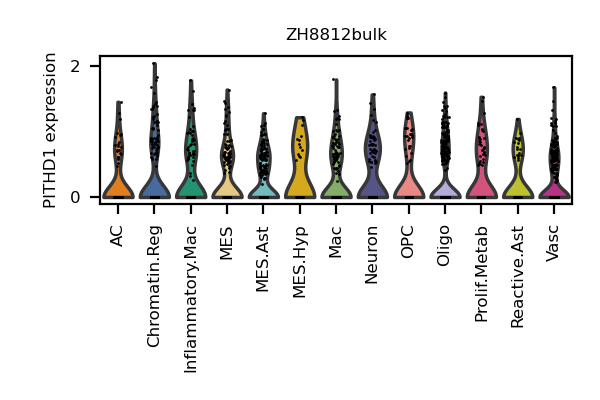 ZH8812bulk
PITHD1 expression
2
0
AC
Chromatin.Reg
Inflammatory.Mac
MES
MES.Ast
MES.Hyp
Mac
Neuron
OPC
Oligo
Prolif.Metab
Reactive.Ast
Vasc